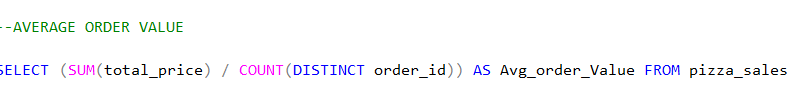 --AVERAGE ORDER VALUE
SELECT (SUM(total_price) / COUNT(DISTINCT order_id)) AS Avg_order_Value FROM pizza_sales